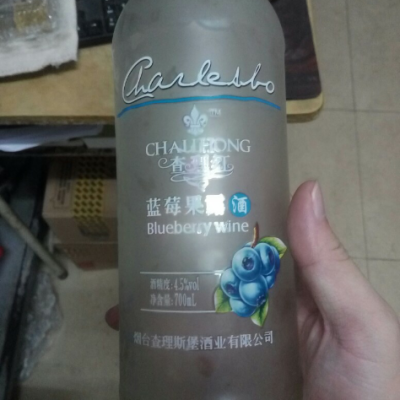 Charlesbo
CHALIHONG
查理红
蓝莓果露酒
Blueberry wine
酒精度:4.5%vol
净含量:700mL
烟台查理斯堡酒业有限公司